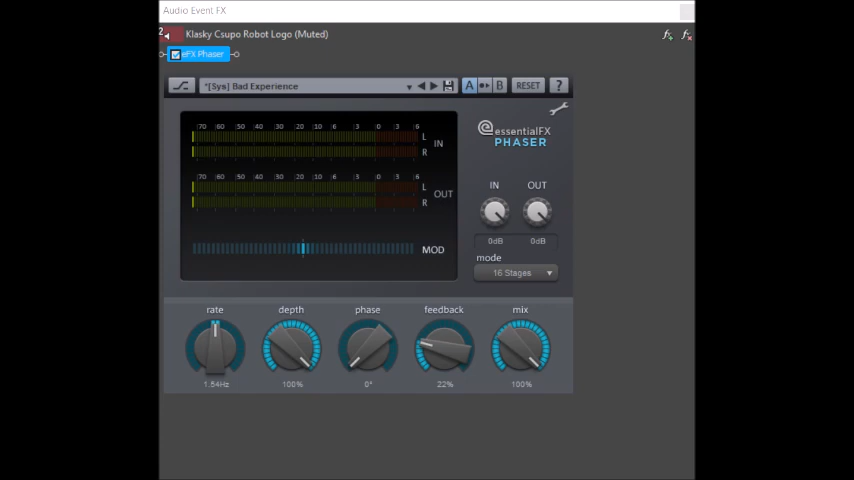 Audio Event FX
2 Klasky Csupo Robot Logo (Muted)
eFX Phaser
*[Sys] Bad Experience
A B RESET ?
70 60 50 40 30 20 10 6 3 0 3 6
L
R
IN
70 60 50 40 30 20 10 6 3 0 3 6
L
R
OUT
MOD
essentialFX
PHASER
IN OUT
0dB 0dB
mode
16 Stages
rate depth phase feedback mix
1.54Hz 100% 0° 22% 100%